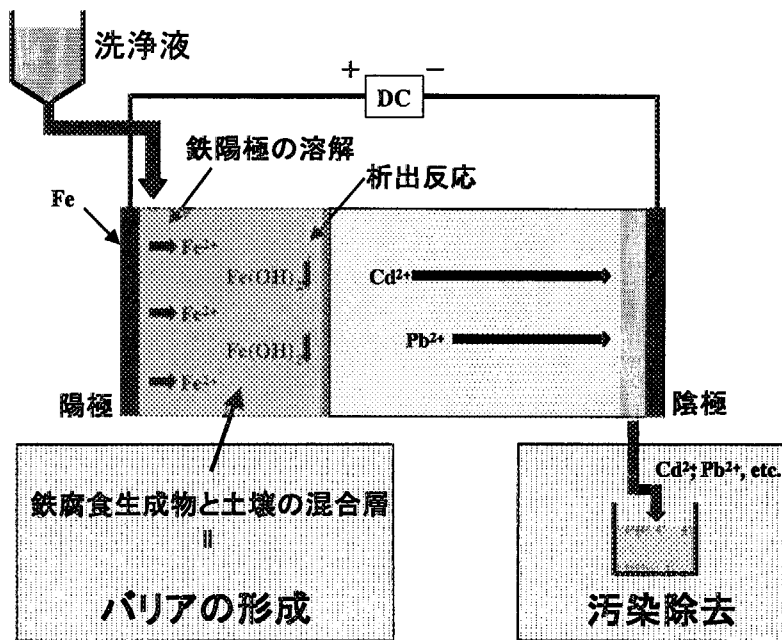 洗浄液
+ DC −
鉄陽極の溶解
析出反応
Fe
Fe²⁺
Fe(OH)₂↓
Cd²⁺
Fe²⁺
Fe(OH)₂↓
Pb²⁺
Fe²⁺
陽極
陰極
鉄腐食生成物と土壌の混合層
=
バリアの形成
Cd²⁺, Pb²⁺, etc.
汚染除去